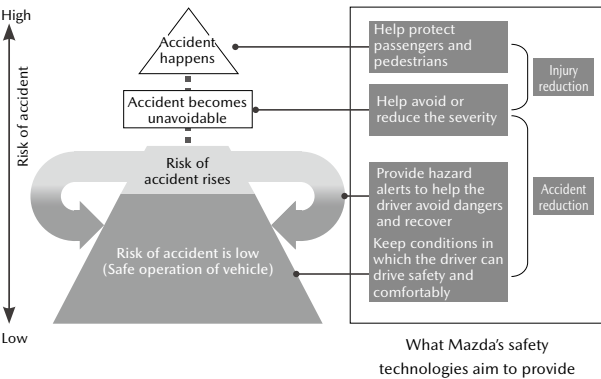 High
Risk of accident
Low
Accident
happens
Accident becomes
unavoidable
Risk of
accident rises
Risk of accident is low
(Safe operation of vehicle)
Help protect
passengers and
pedestrians
Help avoid or
reduce the severity
Provide hazard
alerts to help the
driver avoid dangers
and recover
Keep conditions in
which the driver can
drive safety and
comfortably
Injury
reduction
Accident
reduction
What Mazda's safety
technologies aim to provide